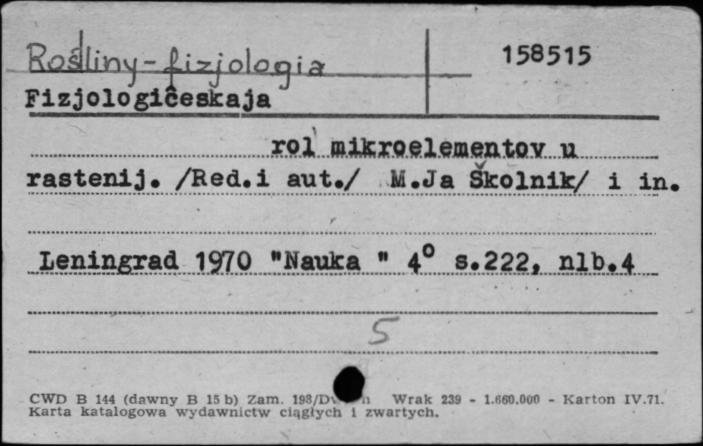 Rośliny - fizjologia
158515
Fizjologičeskaja
rol' mikroelementov u
rastenij. /Red.i aut./ M.Ja Školnik/ i in.
Leningrad 1970 "Nauka " 4° s.222, nlb.4
5
CWD B 144 (dawny B 15 b) Zam. 198/ Wrak 239 - 1.660.000 - Karton IV.71.
Karta katalogowa wydawnictw ciągłych i zwartych.